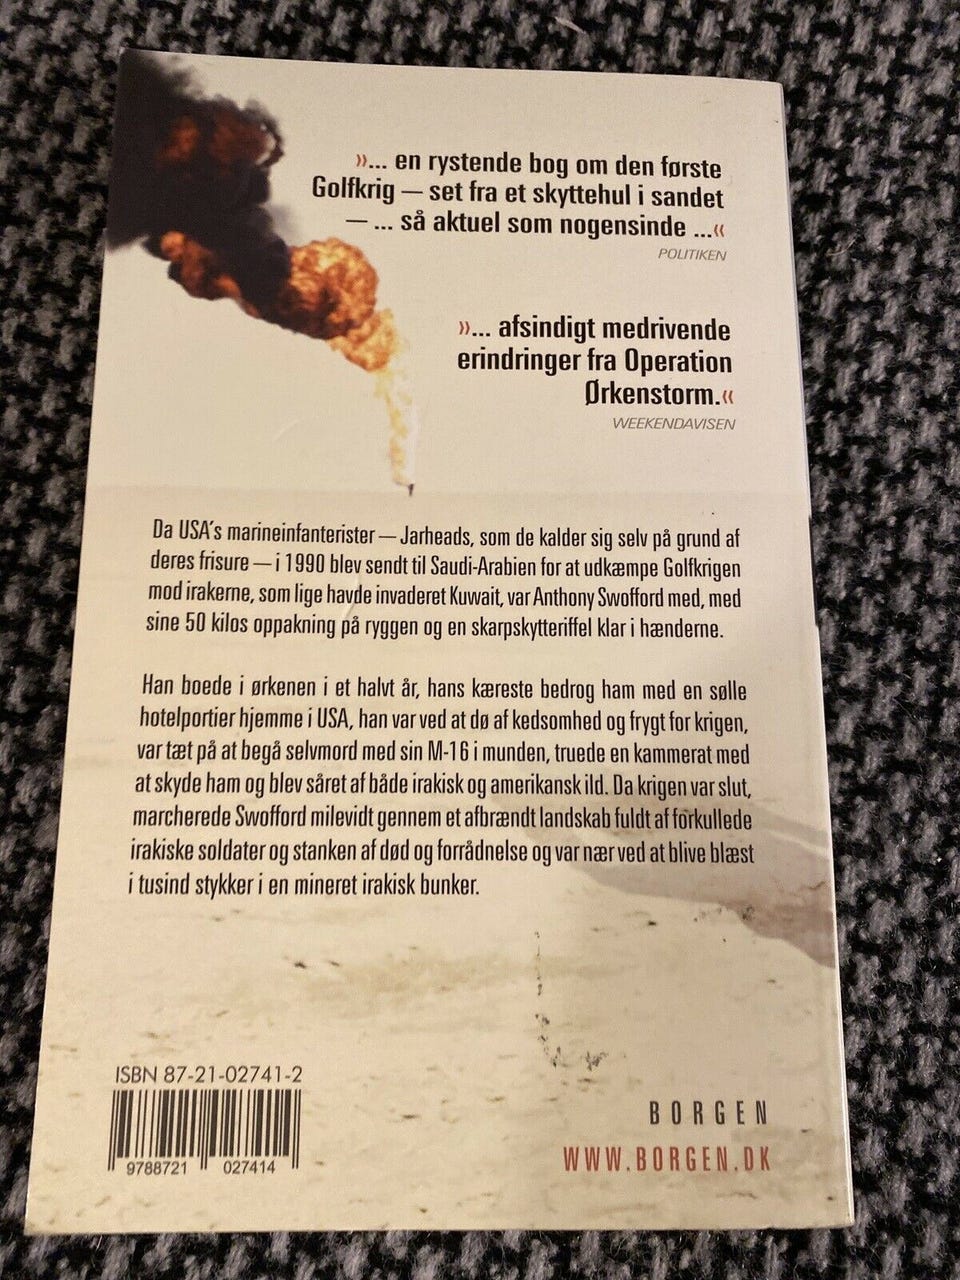 »... en rystende bog om den første
Golfkrig — set fra et skyttehul i sandet
— ... så aktuel som nogensinde ...«
POLITIKEN
»... afsindigt medrivende
erindringer fra Operation
Ørkenstorm.«
WEEKENDAVISEN
Da USA's marineinfanterister — Jarheads, som de kalder sig selv på grund af
deres frisure — i 1990 blev sendt til Saudi-Arabien for at udkæmpe Golfkrigen
mod irakerne, som lige havde invaderet Kuwait, var Anthony Swofford med, med
sine 50 kilos oppakning på ryggen og en skarpskytteriffel klar i hænderne.
Han boede i ørkenen i et halvt år, hans kæreste bedrog ham med en sølle
hotelportier hjemme i USA, han var ved at dø af kedsomhed og frygt for krigen,
var tæt på at begå selvmord med sin M-16 i munden, truede en kammerat med
at skyde ham og blev såret af både irakisk og amerikansk ild. Da krigen var slut,
marcherede Swofford milevidt gennem et afbrændt landskab fuldt af forkullede
irakiske soldater og stanken af død og forrådnelse og var nær ved at blive blæst
i tusind stykker i en mineret irakisk bunker.
ISBN 87-21-02741-2
9788721 027414
BORGEN
WWW.BORGEN.DK